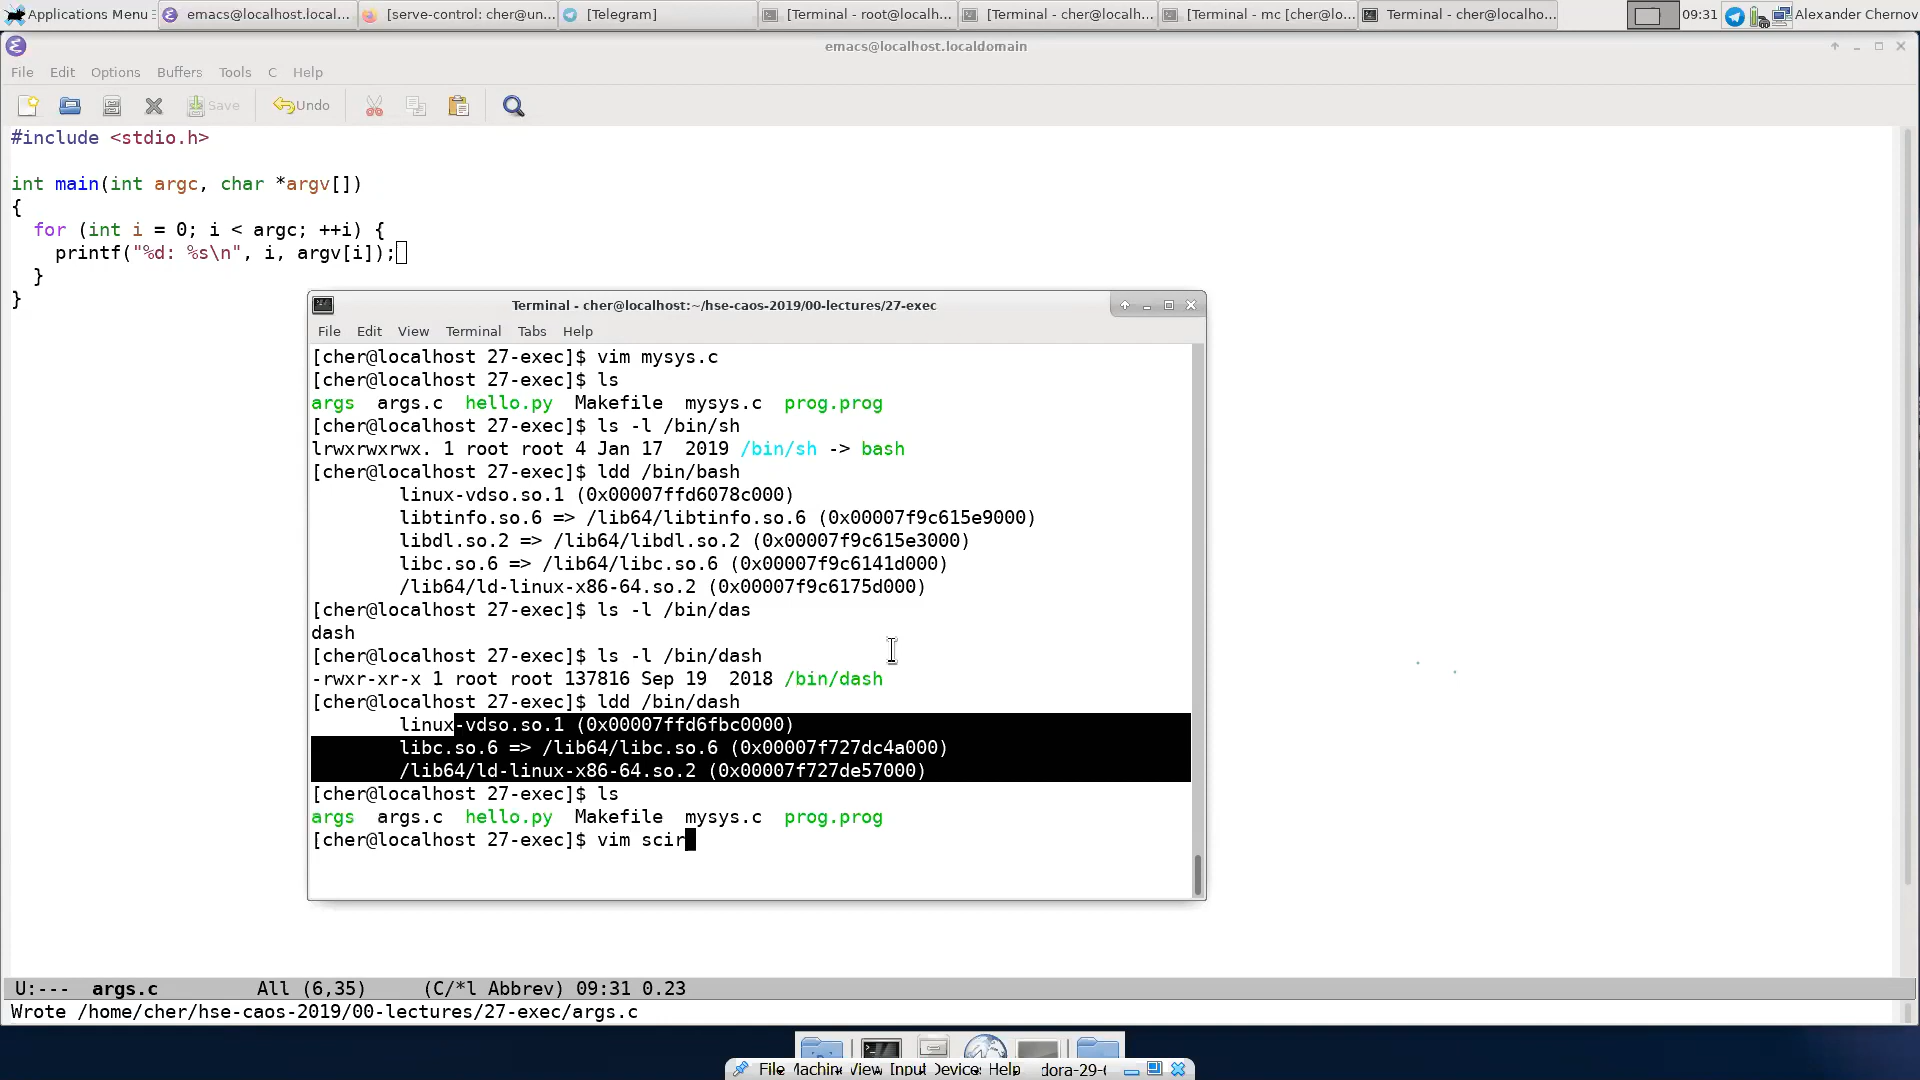 Applications Menu
emacs@localhost.local...
[serve-control: cher@un...
[Telegram]
[Terminal - root@localh...
[Terminal - cher@localh...
[Terminal - mc [cher@lo...
Terminal - cher@localho...
09:31
Alexander Chernov
emacs@localhost.localdomain
File Edit Options Buffers Tools C Help
Save Undo
#include <stdio.h>
int main(int argc, char *argv[])
{
for (int i = 0; i < argc; ++i) {
printf("%d: %s\n", i, argv[i]);
}
}
Terminal - cher@localhost:~/hse-caos-2019/00-lectures/27-exec
File Edit View Terminal Tabs Help
[cher@localhost 27-exec]$ vim mysys.c
[cher@localhost 27-exec]$ ls
args args.c hello.py Makefile mysys.c prog.prog
[cher@localhost 27-exec]$ ls -l /bin/sh
lrwxrwxrwx. 1 root root 4 Jan 17 2019 /bin/sh -> bash
[cher@localhost 27-exec]$ ldd /bin/bash
linux-vdso.so.1 (0x00007ffd6078c000)
libtinfo.so.6 => /lib64/libtinfo.so.6 (0x00007f9c615e9000)
libdl.so.2 => /lib64/libdl.so.2 (0x00007f9c615e3000)
libc.so.6 => /lib64/libc.so.6 (0x00007f9c6141d000)
/lib64/ld-linux-x86-64.so.2 (0x00007f9c6175d000)
[cher@localhost 27-exec]$ ls -l /bin/das
dash
[cher@localhost 27-exec]$ ls -l /bin/dash
-rwxr-xr-x 1 root root 137816 Sep 19 2018 /bin/dash
[cher@localhost 27-exec]$ ldd /bin/dash
linux-vdso.so.1 (0x00007ffd6fbc0000)
libc.so.6 => /lib64/libc.so.6 (0x00007f727dc4a000)
/lib64/ld-linux-x86-64.so.2 (0x00007f727de57000)
[cher@localhost 27-exec]$ ls
args args.c hello.py Makefile mysys.c prog.prog
[cher@localhost 27-exec]$ vim scir
U:--- args.c All (6,35) (C/*l Abbrev) 09:31 0.23
Wrote /home/cher/hse-caos-2019/00-lectures/27-exec/args.c
File Machine View Input Devices Help